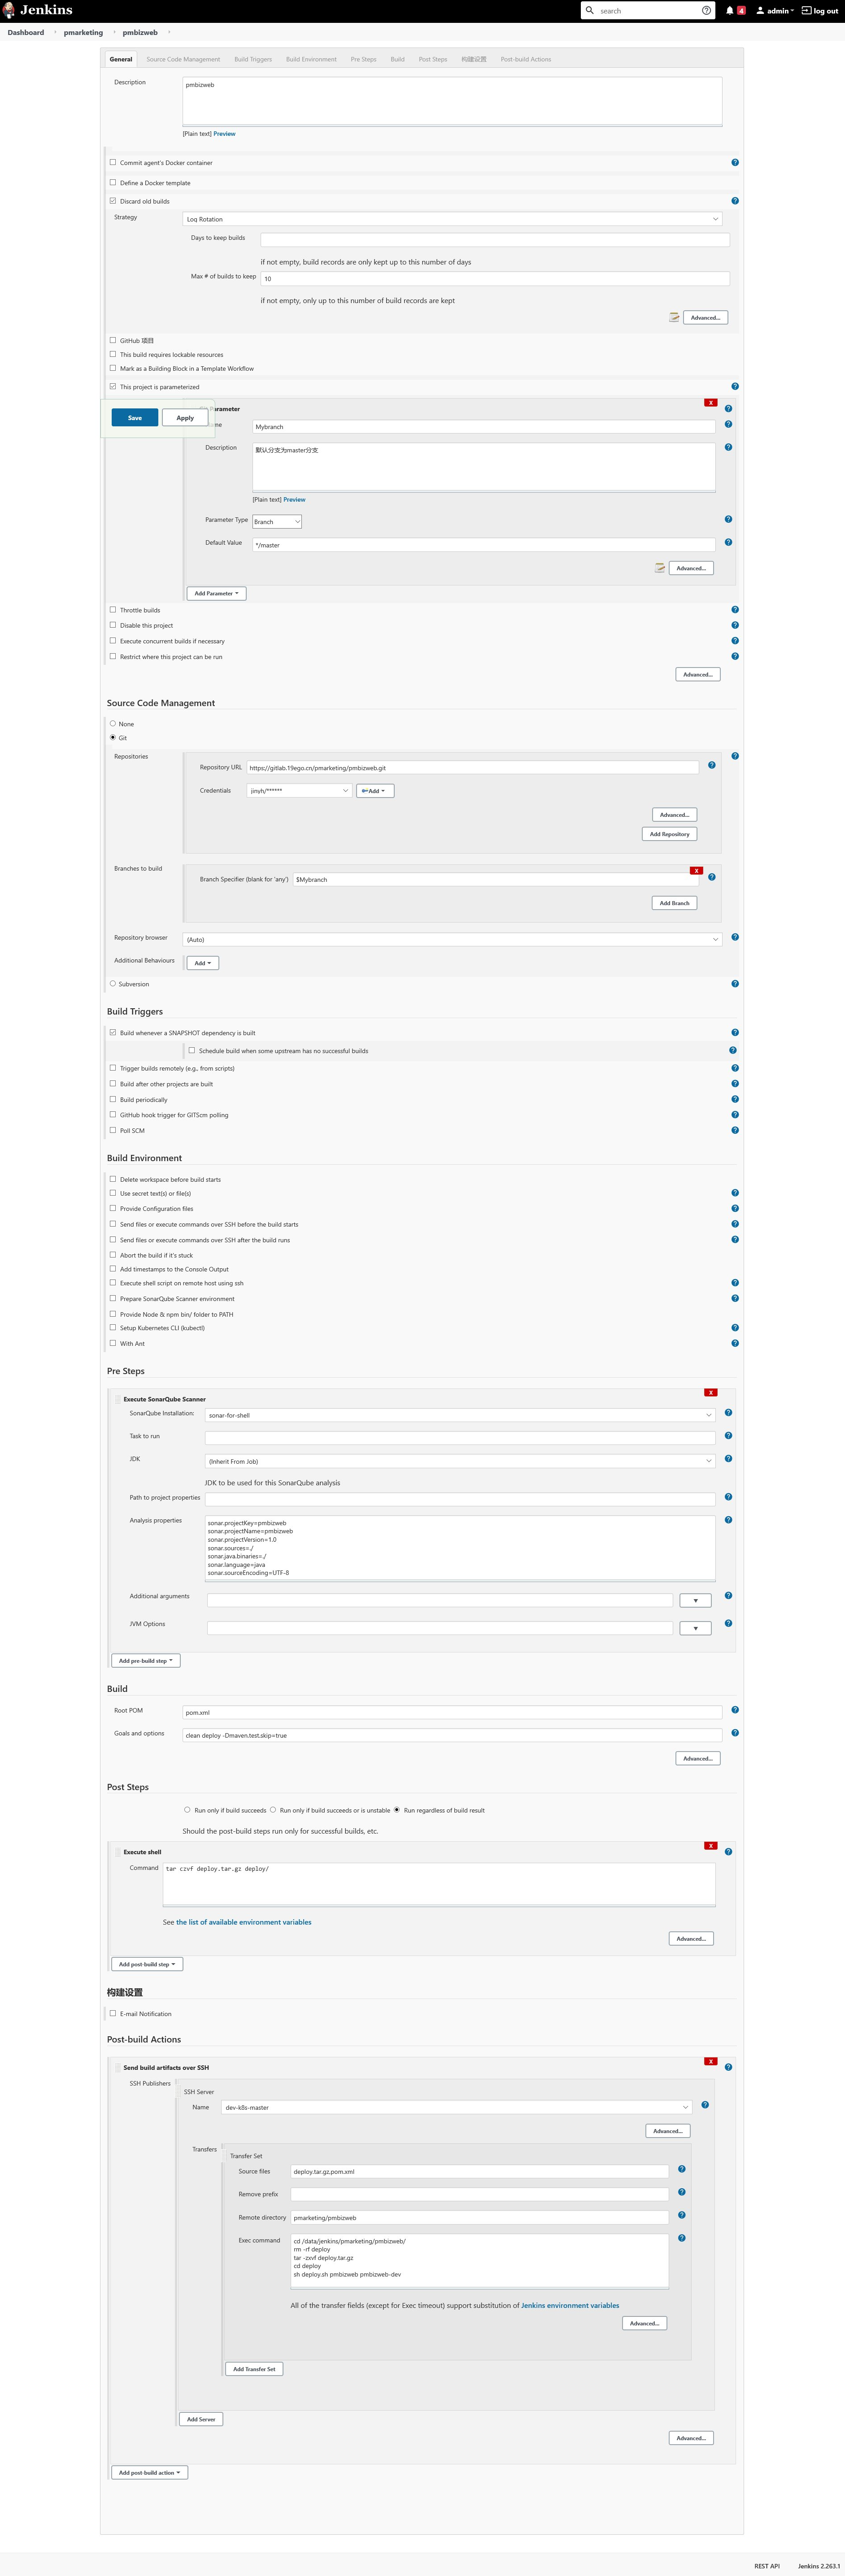 Jenkins
search
4
admin
log out
Dashboard
pmarketing
pmbizweb
General
Source Code Management
Build Triggers
Build Environment
Pre Steps
Build
Post Steps
构建设置
Post-build Actions
Description
pmbizweb
[Plain text] Preview
Commit agent's Docker container
Define a Docker template
Discard old builds
Strategy
Log Rotation
Days to keep builds
if not empty, build records are only kept up to this number of days
Max # of builds to keep
10
if not empty, only up to this number of build records are kept
Advanced...
GitHub 项目
This build requires lockable resources
Mark as a Building Block in a Template Workflow
This project is parameterized
Save
Apply
Parameter
X
Mybranch
Description
默认分支为master分支
[Plain text] Preview
Parameter Type
Branch
Default Value
*/master
Advanced...
Add Parameter
Throttle builds
Disable this project
Execute concurrent builds if necessary
Restrict where this project can be run
Advanced...
Source Code Management
None
Git
Repositories
Repository URL
https://gitlab.19ego.cn/pmarketing/pmbizweb.git
Credentials
jinvh/******
Add
Advanced...
Add Repository
Branches to build
X
Branch Specifier (blank for 'any')
$Mybranch
Add Branch
Repository browser
(Auto)
Additional Behaviours
Add
Subversion
Build Triggers
Build whenever a SNAPSHOT dependency is built
Schedule build when some upstream has no successful builds
Trigger builds remotely (e.g., from scripts)
Build after other projects are built
Build periodically
GitHub hook trigger for GITScm polling
Poll SCM
Build Environment
Delete workspace before build starts
Use secret text(s) or file(s)
Provide Configuration files
Send files or execute commands over SSH before the build starts
Send files or execute commands over SSH after the build runs
Abort the build if it's stuck
Add timestamps to the Console Output
Execute shell script on remote host using ssh
Prepare SonarQube Scanner environment
Provide Node & npm bin/ folder to PATH
Setup Kubernetes CLI (kubectl)
With Ant
Pre Steps
X
Execute SonarQube Scanner
SonarQube Installation:
sonar-for-shell
Task to run
JDK
(Inherit From Job)
JDK to be used for this SonarQube analysis
Path to project properties
Analysis properties
sonar.projectKey=pmbizweb
sonar.projectName=pmbizweb
sonar.projectVersion=1.0
sonar.sources=./
sonar.java.binaries=./
sonar.language=java
sonar.sourceEncoding=UTF-8
Additional arguments
JVM Options
Add pre-build step
Build
Root POM
pom.xml
Goals and options
clean deploy -Dmaven.test.skip=true
Advanced...
Post Steps
Run only if build succeeds
Run only if build succeeds or is unstable
Run regardless of build result
Should the post-build steps run only for successful builds, etc.
X
Execute shell
Command
tar czvf deploy.tar.gz deploy/
See the list of available environment variables
Advanced...
Add post-build step
构建设置
E-mail Notification
Post-build Actions
X
Send build artifacts over SSH
SSH Publishers
SSH Server
Name
dev-k8s-master
Advanced...
Transfers
Transfer Set
Source files
deploy.tar.gz,pom.xml
Remove prefix
Remote directory
pmarketing/pmbizweb
Exec command
cd /data/jenkins/pmarketing/pmbizweb/
rm -rf deploy
tar -zxvf deploy.tar.gz
cd deploy
sh deploy.sh pmbizweb pmbizweb-dev
All of the transfer fields (except for Exec timeout) support substitution of Jenkins environment variables
Advanced...
Add Transfer Set
Add Server
Advanced...
Add post-build action
REST API
Jenkins 2.263.1